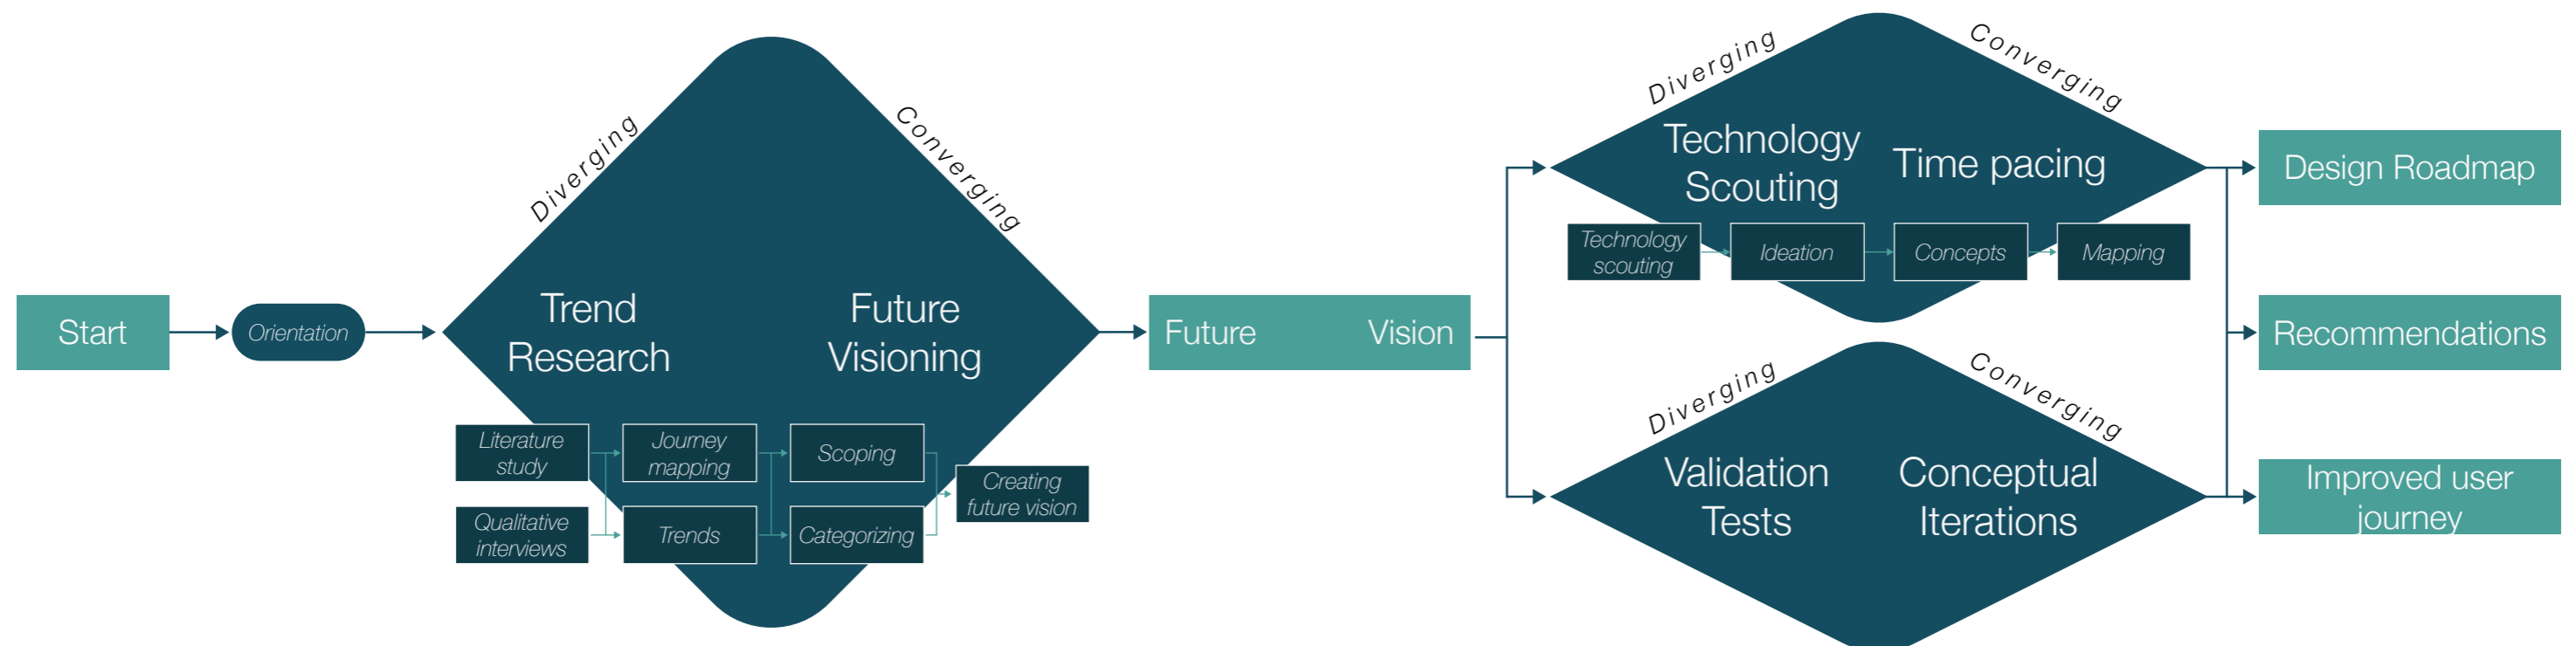 Start
Orientation
Diverging
Converging
Trend
Research
Future
Visioning
Literature
study
Qualitative
interviews
Journey
mapping
Trends
Scoping
Categorizing
Creating
future vision
Future Vision
Diverging
Converging
Technology
Scouting
Time pacing
Technology
scouting
Ideation
Concepts
Mapping
Diverging
Converging
Validation
Tests
Conceptual
Iterations
Design Roadmap
Recommendations
Improved user
journey